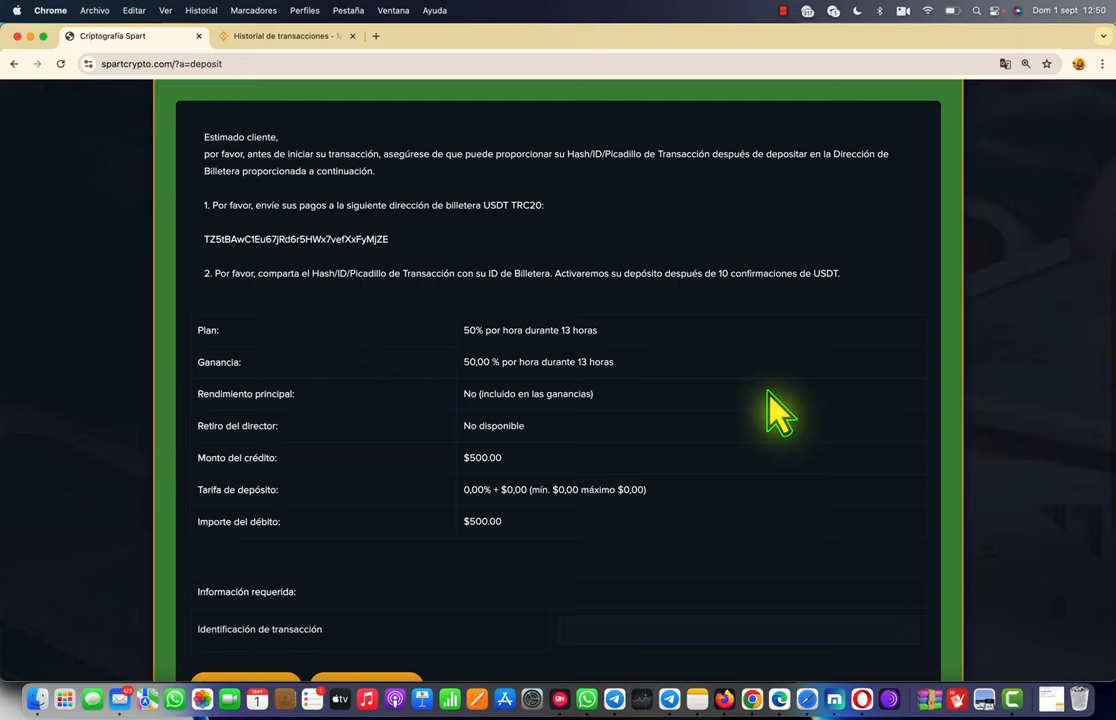 Chrome Archivo Editar Ver Historial Marcadores Perfiles Pestaña Ventana Ayuda Dom 1 sept 12:50
Criptografía Spart Historial de transacciones -
spartcrypto.com/?a=deposit
Estimado cliente,
por favor, antes de iniciar su transacción, asegúrese de que puede proporcionar su Hash/ID/Picadillo de Transacción después de depositar en la Dirección de
Billetera proporcionada a continuación.
1. Por favor, envíe sus pagos a la siguiente dirección de billetera USDT TRC20:
TZ5tBAwC1Eu67jRd6r5HWx7vefXxFyMjZE
2. Por favor, comparta el Hash/ID/Picadillo de Transacción con su ID de Billetera. Activaremos su depósito después de 10 confirmaciones de USDT.
Plan: 50% por hora durante 13 horas
Ganancia: 50,00 % por hora durante 13 horas
Rendimiento principal: No (incluido en las ganancias)
Retiro del director: No disponible
Monto del crédito: $500.00
Tarifa de depósito: 0,00% + $0,00 (mín. $0,00 máximo $0,00)
Importe del débito: $500.00
Información requerida:
Identificación de transacción